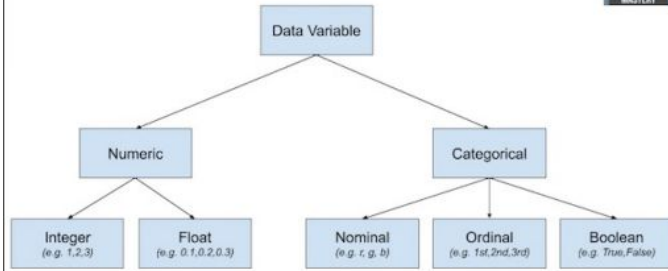 MASTERY
Data Variable
Numeric
Categorical
Integer
(e.g. 1,2,3)
Float
(e.g. 0.1,0.2,0.3)
Nominal
(e.g. r, g, b)
Ordinal
(e.g. 1st,2nd,3rd)
Boolean
(e.g. True,False)